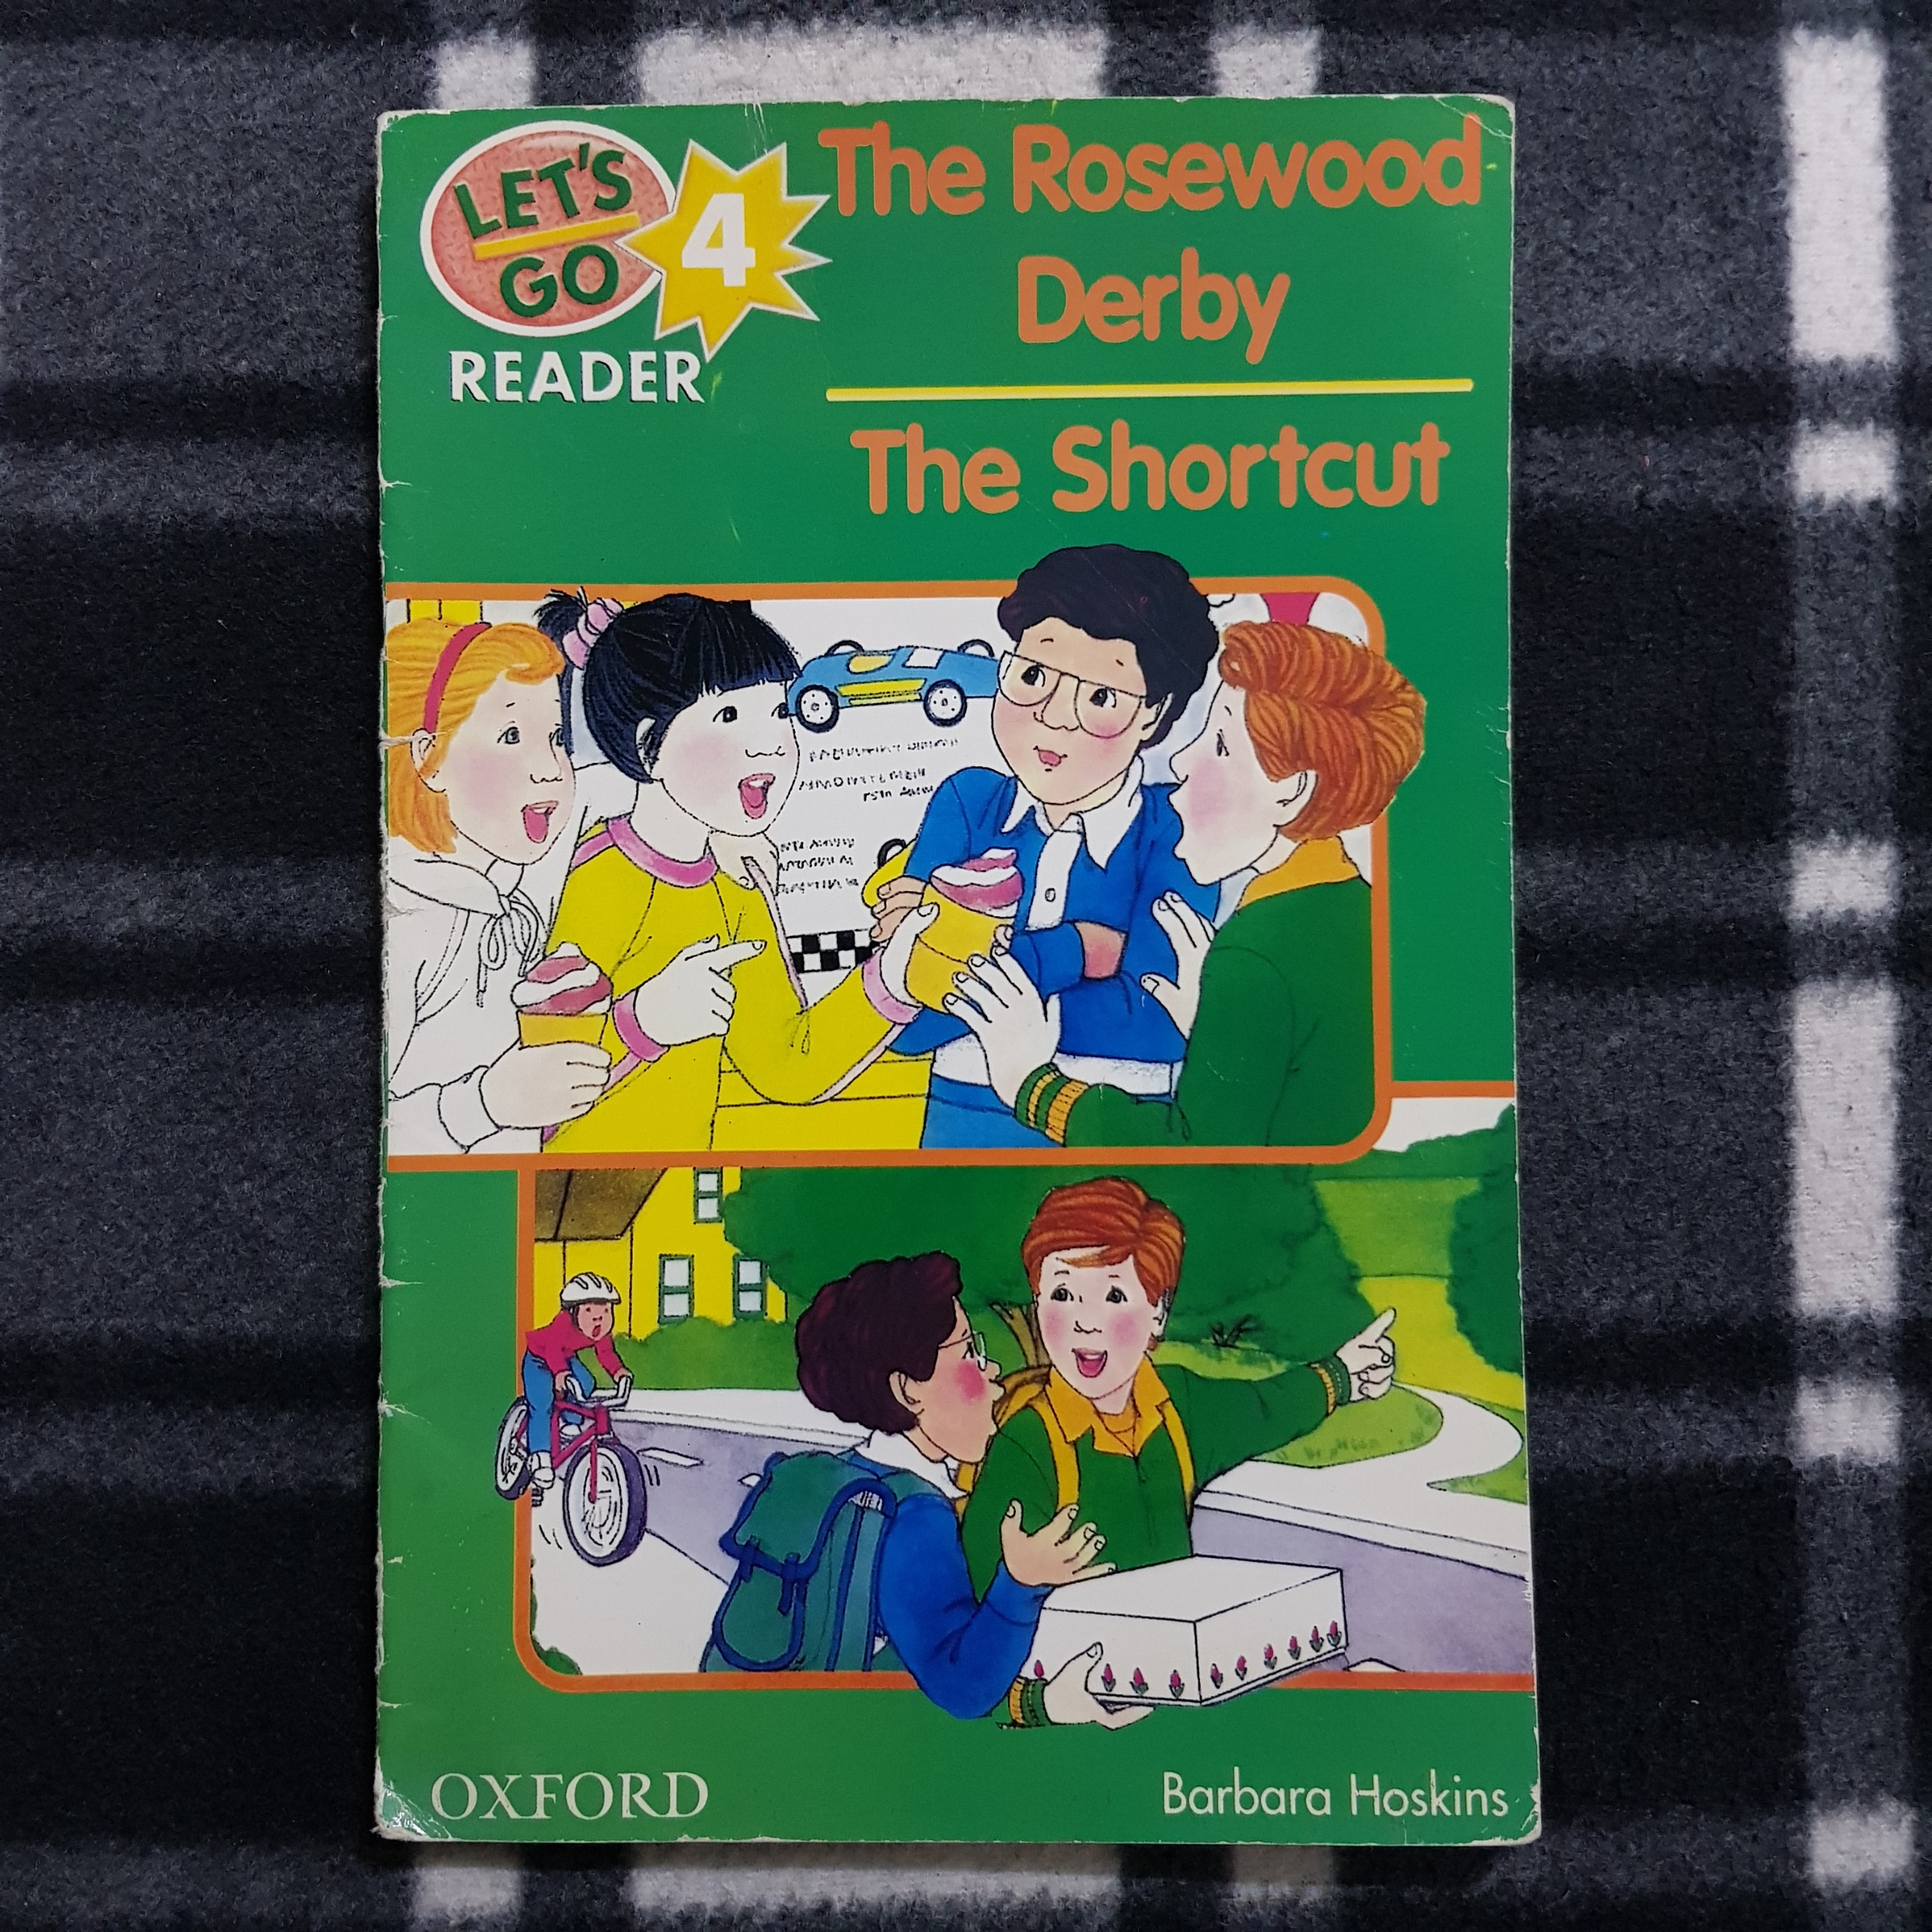 LET'S
GO
4
READER
The Rosewood
Derby
The Shortcut
OXFORD
Barbara Hoskins